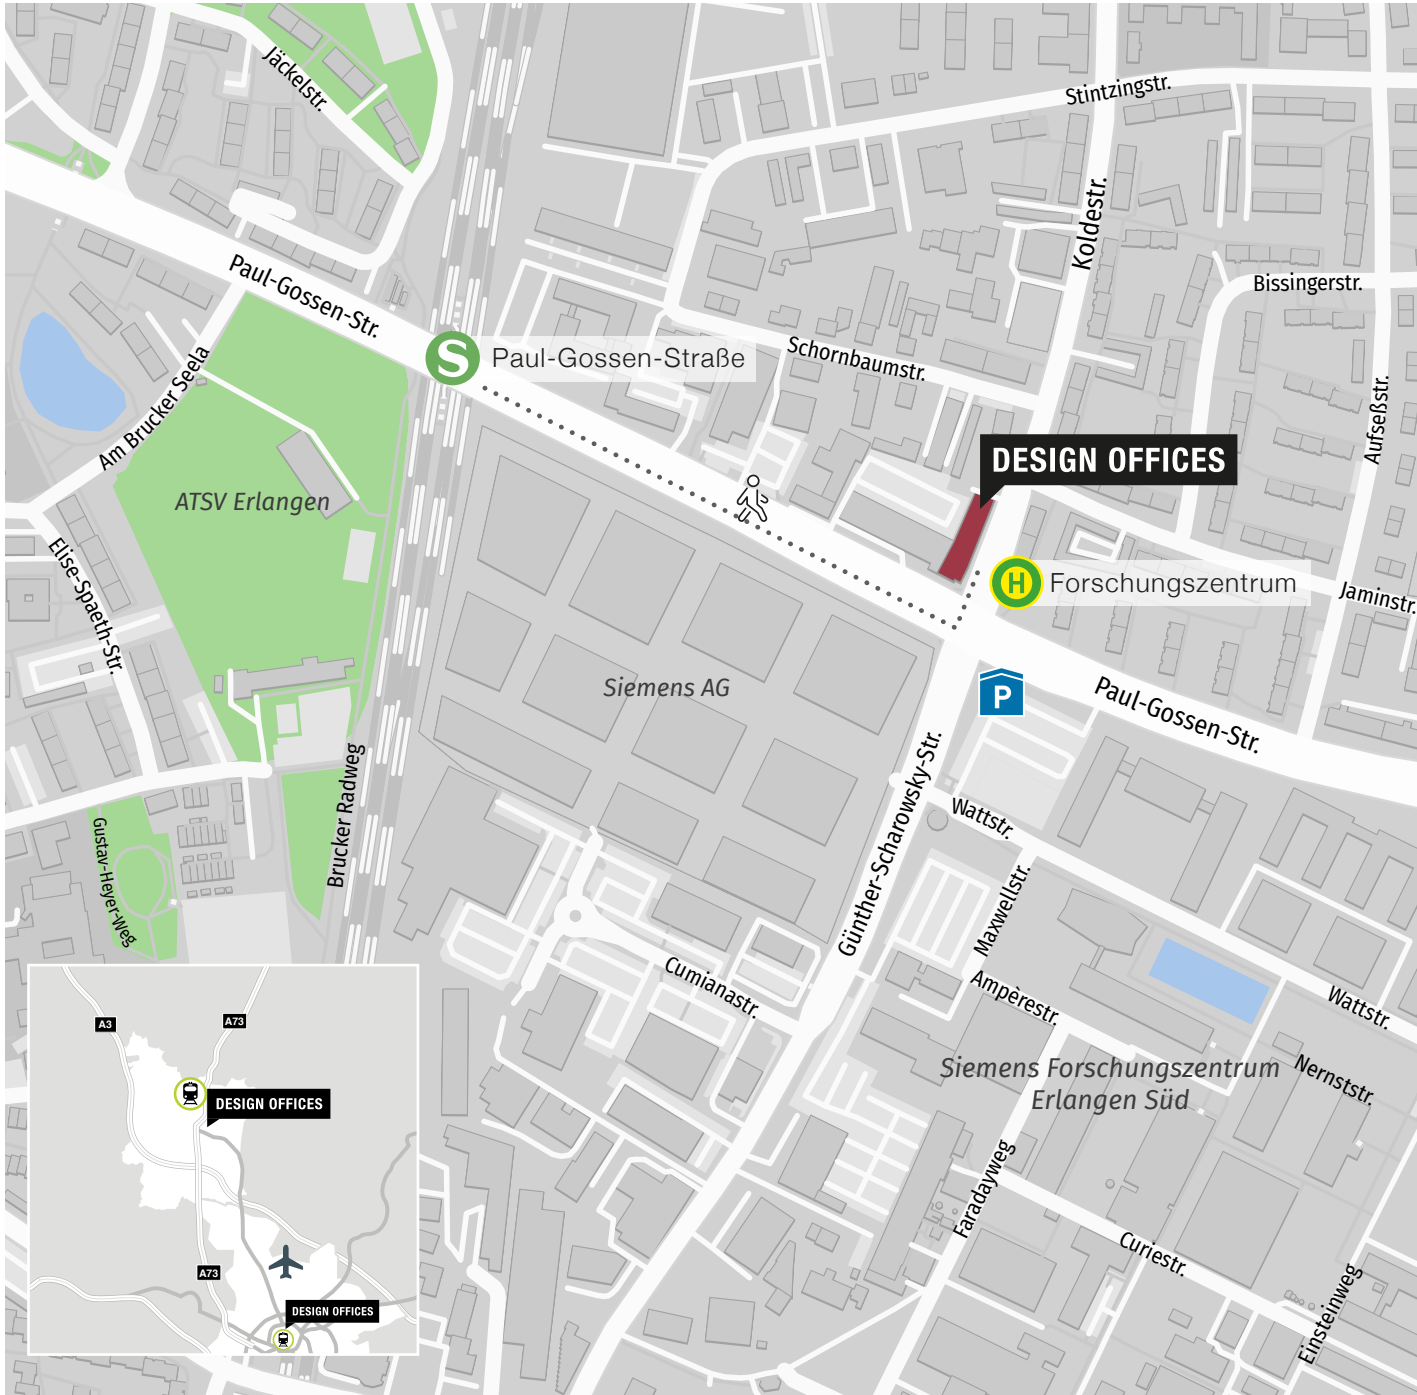 Jäckelstr.
Stintzingstr.
Koldestr.
Paul-Gossen-Str.
Bissingerstr.
S
Paul-Gossen-Straße
Schornbaumstr.
Am Brucker Seela
Aufseßstr.
DESIGN OFFICES
ATSV Erlangen
Elise-Spaeth-Str.
H
Forschungszentrum
Jaminstr.
Siemens AG
P
Paul-Gossen-Str.
Günther-Scharowsky-Str.
Brucker Radweg
Wattstr.
Gustav-Heyer-Weg
Maxwellstr.
Cumianastr.
Ampèrestr.
Wattstr.
Siemens Forschungszentrum
Erlangen Süd
Nernststr.
Faradayweg
Curiestr.
Einsteinweg
A3
A73
DESIGN OFFICES
A73
DESIGN OFFICES